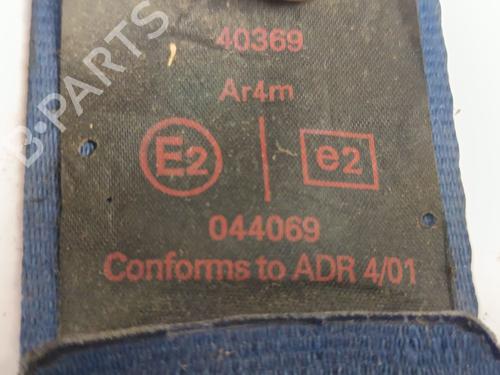 40369
Ar4m
E2 e2
044069
Conforms to ADR 4/01
B-PARTS